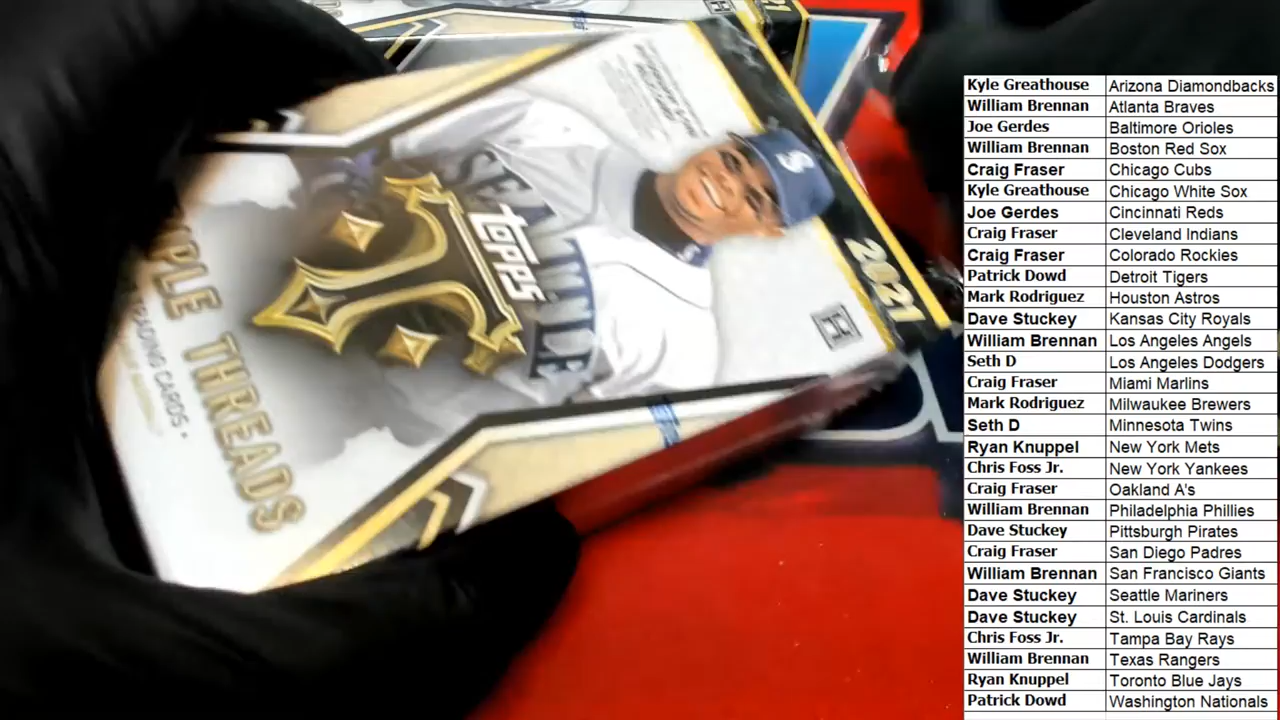 topps
2021
H
SEATTLE
PLE THREADS
TRADING CARDS
Kyle Greathouse Arizona Diamondbacks
William Brennan Atlanta Braves
Joe Gerdes Baltimore Orioles
William Brennan Boston Red Sox
Craig Fraser Chicago Cubs
Kyle Greathouse Chicago White Sox
Joe Gerdes Cincinnati Reds
Craig Fraser Cleveland Indians
Craig Fraser Colorado Rockies
Patrick Dowd Detroit Tigers
Mark Rodriguez Houston Astros
Dave Stuckey Kansas City Royals
William Brennan Los Angeles Angels
Seth D Los Angeles Dodgers
Craig Fraser Miami Marlins
Mark Rodriguez Milwaukee Brewers
Seth D Minnesota Twins
Ryan Knuppel New York Mets
Chris Foss Jr. New York Yankees
Craig Fraser Oakland A's
William Brennan Philadelphia Phillies
Dave Stuckey Pittsburgh Pirates
Craig Fraser San Diego Padres
William Brennan San Francisco Giants
Dave Stuckey Seattle Mariners
Dave Stuckey St. Louis Cardinals
Chris Foss Jr. Tampa Bay Rays
William Brennan Texas Rangers
Ryan Knuppel Toronto Blue Jays
Patrick Dowd Washington Nationals